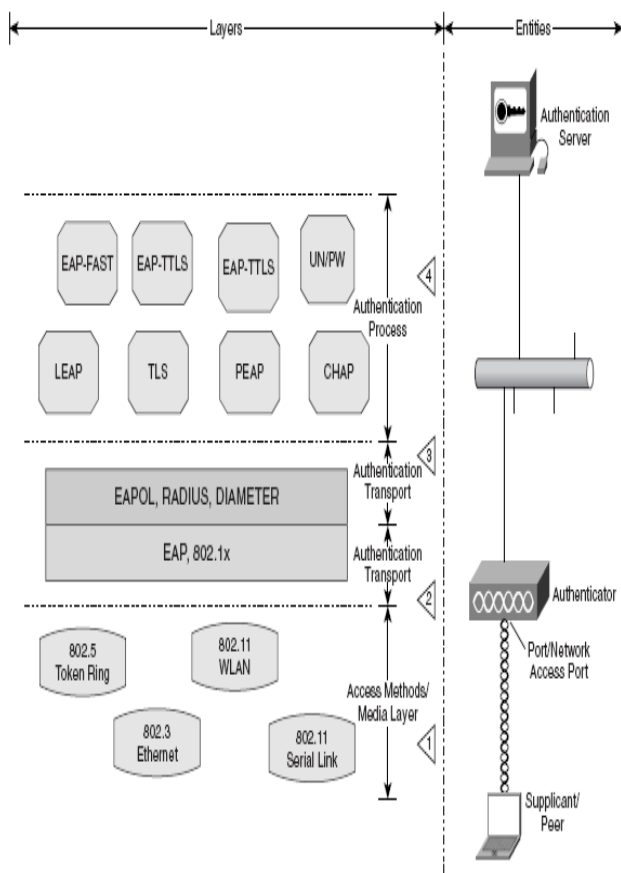 Layers
Entities
Authentication
Server
EAP-FAST
EAP-TTLS
EAP-TTLS
UN/PW
4
Authentication
Process
LEAP
TLS
PEAP
CHAP
3
Authentication
Transport
EAPOL, RADIUS, DIAMETER
EAP, 802.1x
Authentication
Transport
2
Authenticator
Port/Network
Access Port
802.5
Token Ring
802.11
WLAN
Access Methods/
Media Layer
802.3
Ethernet
802.11
Serial Link
1
Supplicant/
Peer